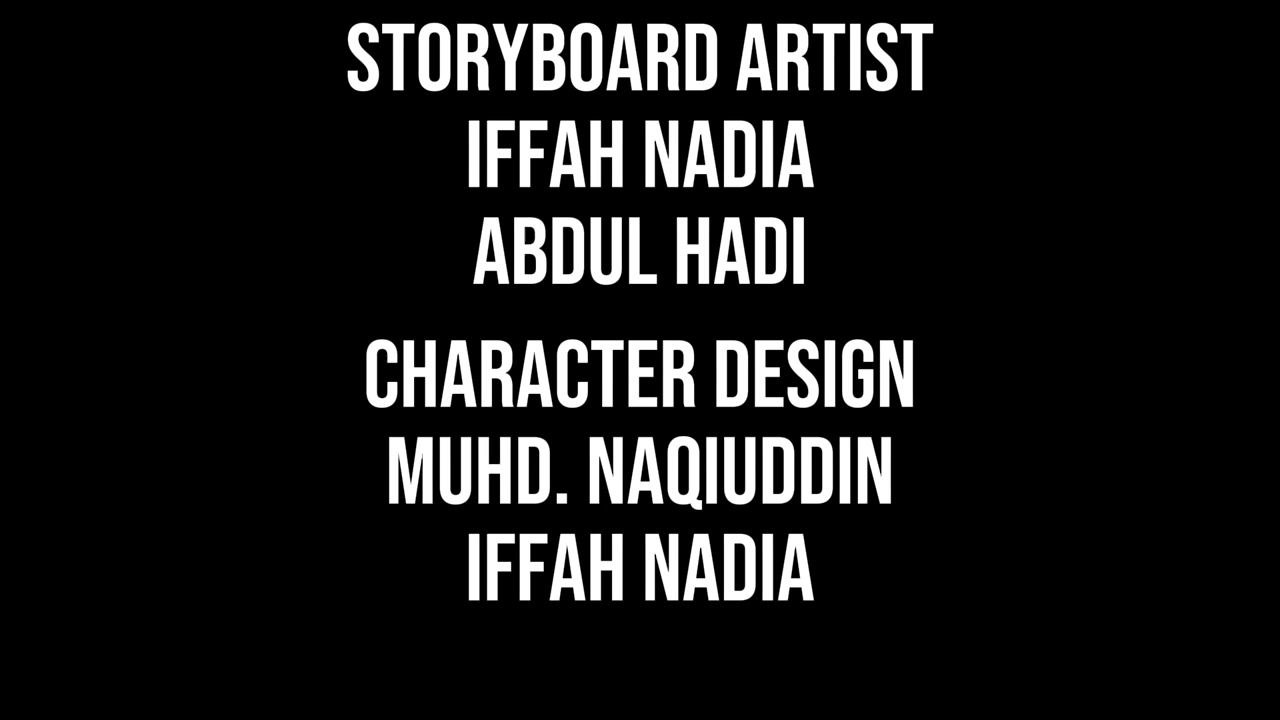 STORYBOARD ARTIST
IFFAH NADIA
ABDUL HADI
CHARACTER DESIGN
MUHD. NAQIUDDIN
IFFAH NADIA